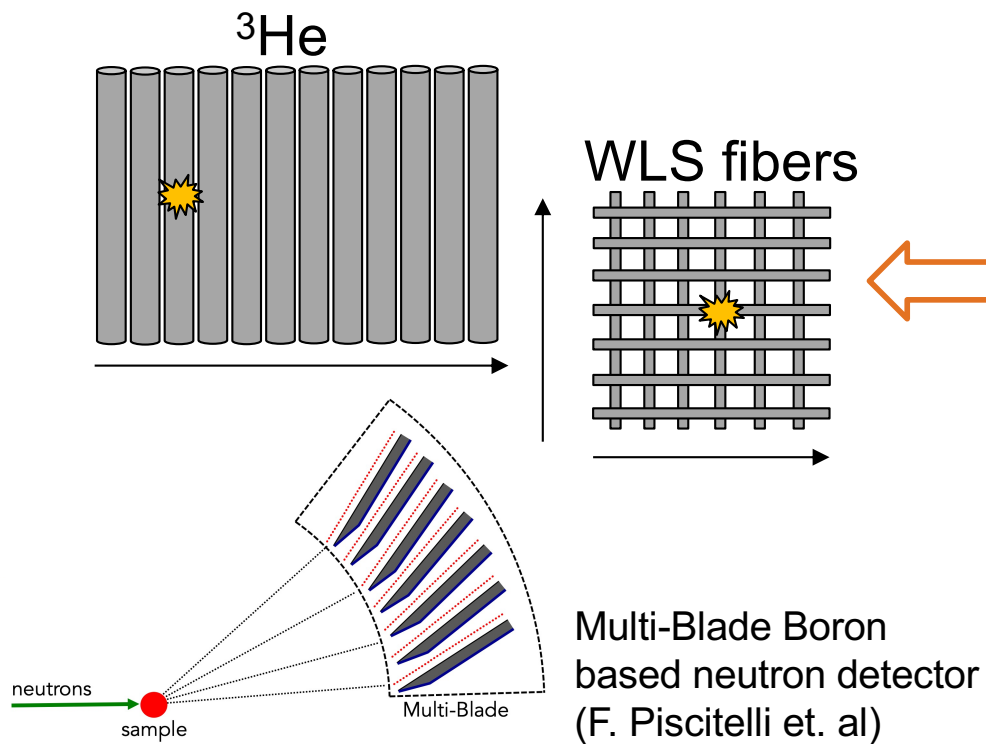 ³He
WLS fibers
neutrons
sample
Multi-Blade
Multi-Blade Boron
based neutron detector
(F. Piscitelli et. al)